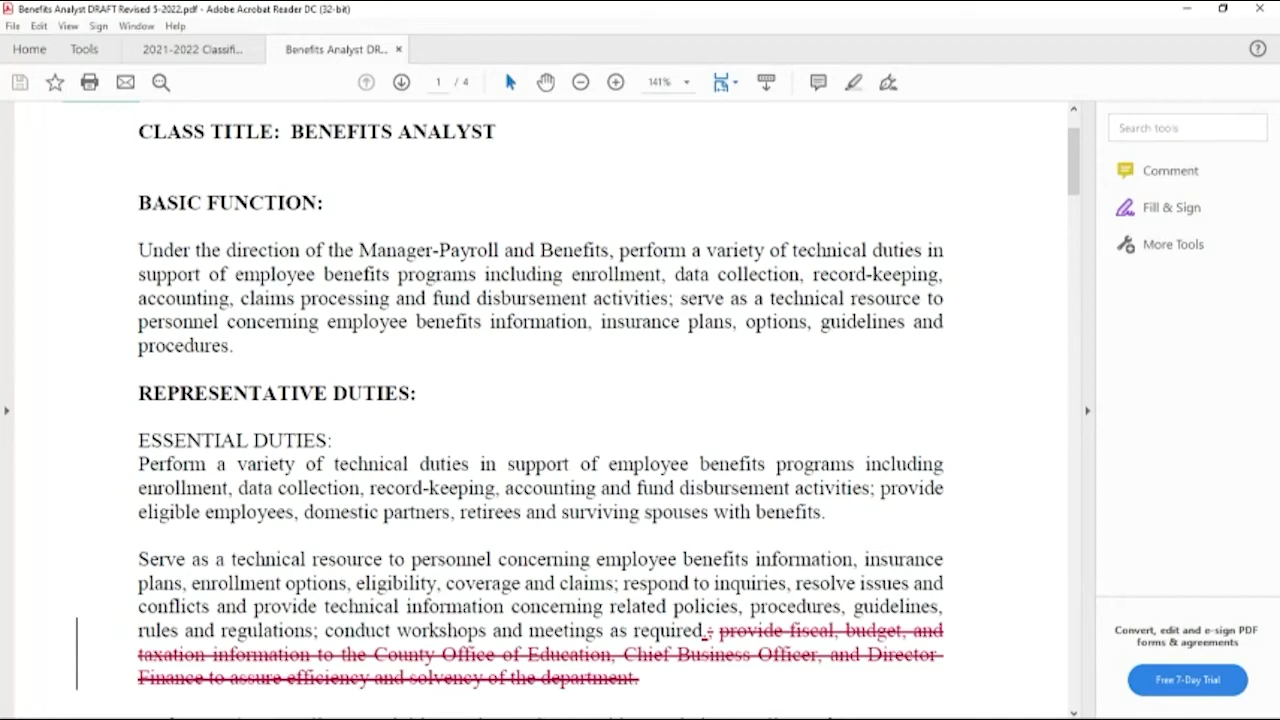 Benefits Analyst DRAFT Revised 5-2022.pdf - Adobe Acrobat Reader DC (32-bit)
File Edit View Sign Window Help
Home Tools 2021-2022 Classifi... Benefits Analyst DR... ×
1 / 4 141%
CLASS TITLE: BENEFITS ANALYST
BASIC FUNCTION:
Under the direction of the Manager-Payroll and Benefits, perform a variety of technical duties in
support of employee benefits programs including enrollment, data collection, record-keeping,
accounting, claims processing and fund disbursement activities; serve as a technical resource to
personnel concerning employee benefits information, insurance plans, options, guidelines and
procedures.
REPRESENTATIVE DUTIES:
ESSENTIAL DUTIES:
Perform a variety of technical duties in support of employee benefits programs including
enrollment, data collection, record-keeping, accounting and fund disbursement activities; provide
eligible employees, domestic partners, retirees and surviving spouses with benefits.
Serve as a technical resource to personnel concerning employee benefits information, insurance
plans, enrollment options, eligibility, coverage and claims; respond to inquiries, resolve issues and
conflicts and provide technical information concerning related policies, procedures, guidelines,
rules and regulations; conduct workshops and meetings as required.; provide fiscal, budget, and
taxation information to the County Office of Education, Chief Business Officer, and Director-
Finance to assure efficiency and solvency of the department.
Search tools
Comment
Fill & Sign
More Tools
Convert, edit and e-sign PDF
forms & agreements
Free 7-Day Trial